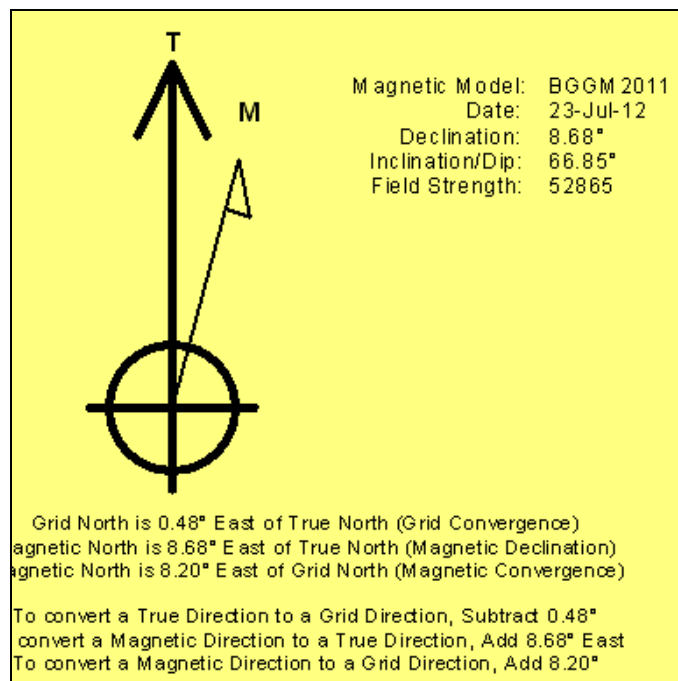 T
M
Magnetic Model: BGGM 2011
Date: 23-Jul-12
Declination: 8.68°
Inclination/Dip: 66.85°
Field Strength: 52865
Grid North is 0.48° East of True North (Grid Convergence)
agnetic North is 8.68° East of True North (Magnetic Declination)
agnetic North is 8.20° East of Grid North (Magnetic Convergence)
To convert a True Direction to a Grid Direction, Subtract 0.48°
convert a Magnetic Direction to a True Direction, Add 8.68° East
To convert a Magnetic Direction to a Grid Direction, Add 8.20°